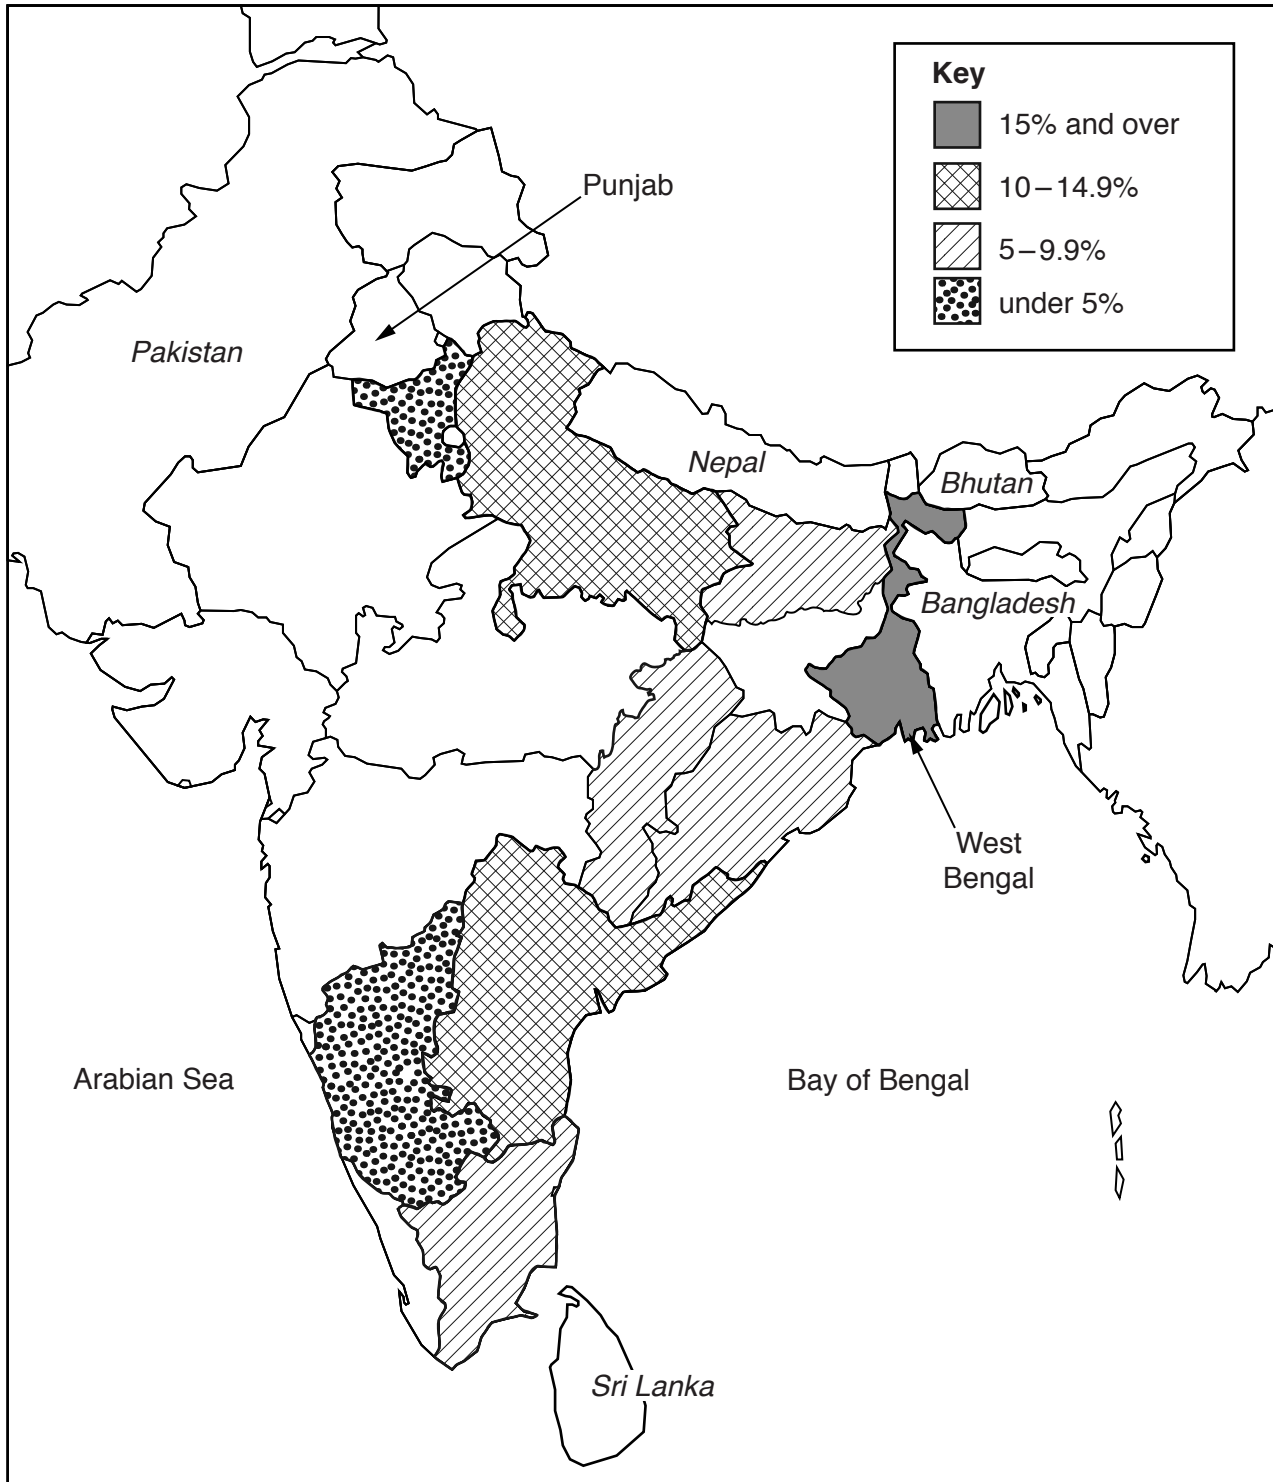 Key
15% and over
10–14.9%
5–9.9%
under 5%
Punjab
Pakistan
Nepal
Bhutan
Bangladesh
West
Bengal
Arabian Sea
Bay of Bengal
Sri Lanka